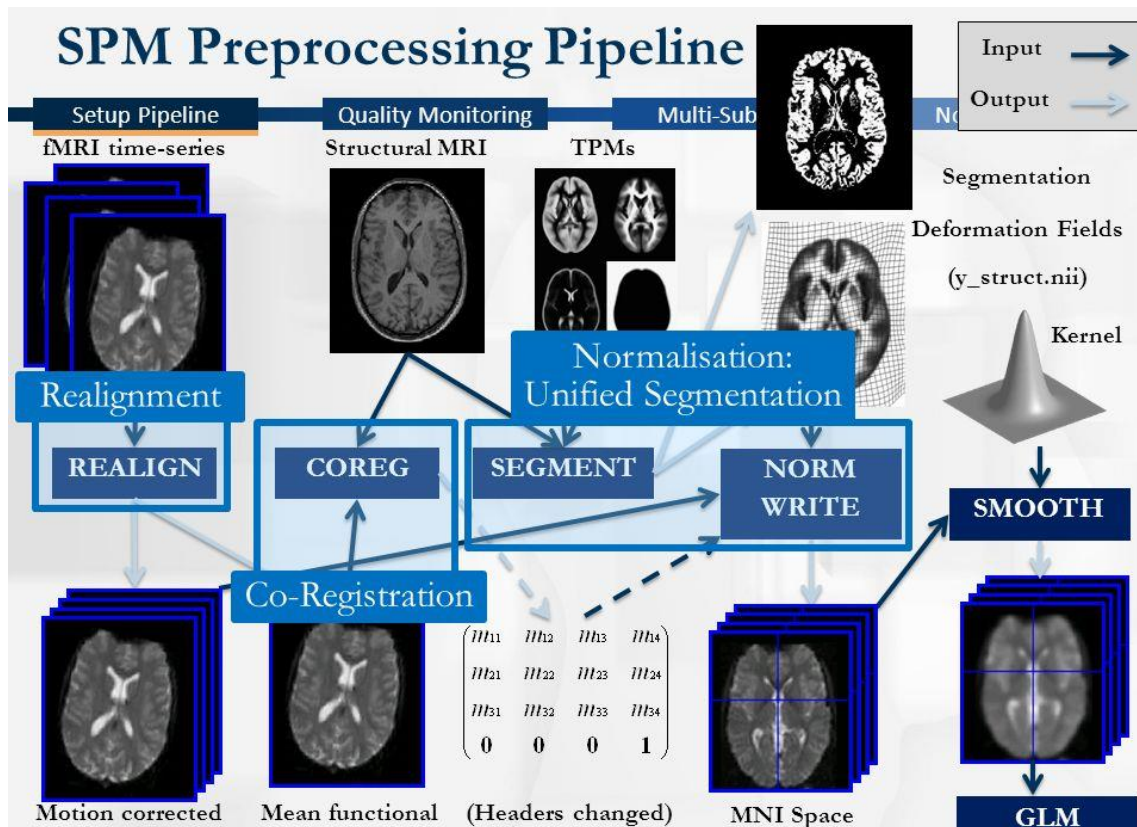 SPM Preprocessing Pipeline
Input
Output
Setup Pipeline
Quality Monitoring
Multi-Sub
No
fMRI time-series
Structural MRI
TPMs
Segmentation
Deformation Fields
(y_struct.nii)
Kernel
Realignment
Normalisation:
Unified Segmentation
REALIGN
COREG
SEGMENT
NORM
WRITE
SMOOTH
Co-Registration
m11 m12 m13 m14
m21 m22 m23 m24
m31 m32 m33 m34
0 0 0 1
Motion corrected
Mean functional
(Headers changed)
MNI Space
GLM